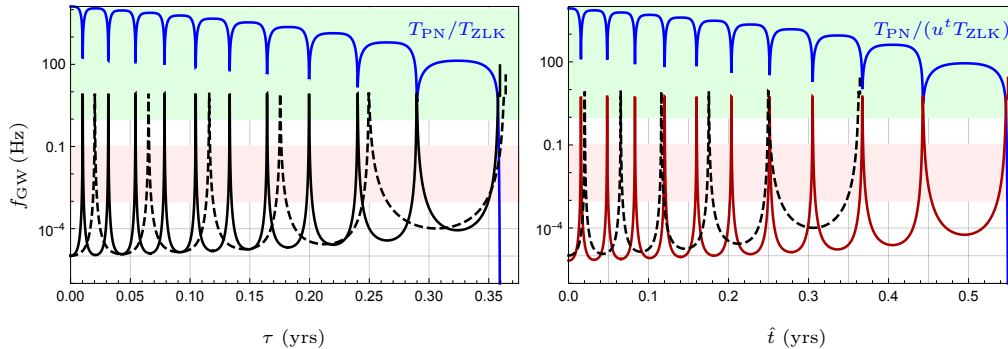 T_PN/T_ZLK
100
0.1
10⁻⁴
f_GW (Hz)
0.00 0.05 0.10 0.15 0.20 0.25 0.30 0.35
τ (yrs)
T_PN/(uᵗT_ZLK)
100
0.1
10⁻⁴
0.0 0.1 0.2 0.3 0.4 0.5
t̂ (yrs)